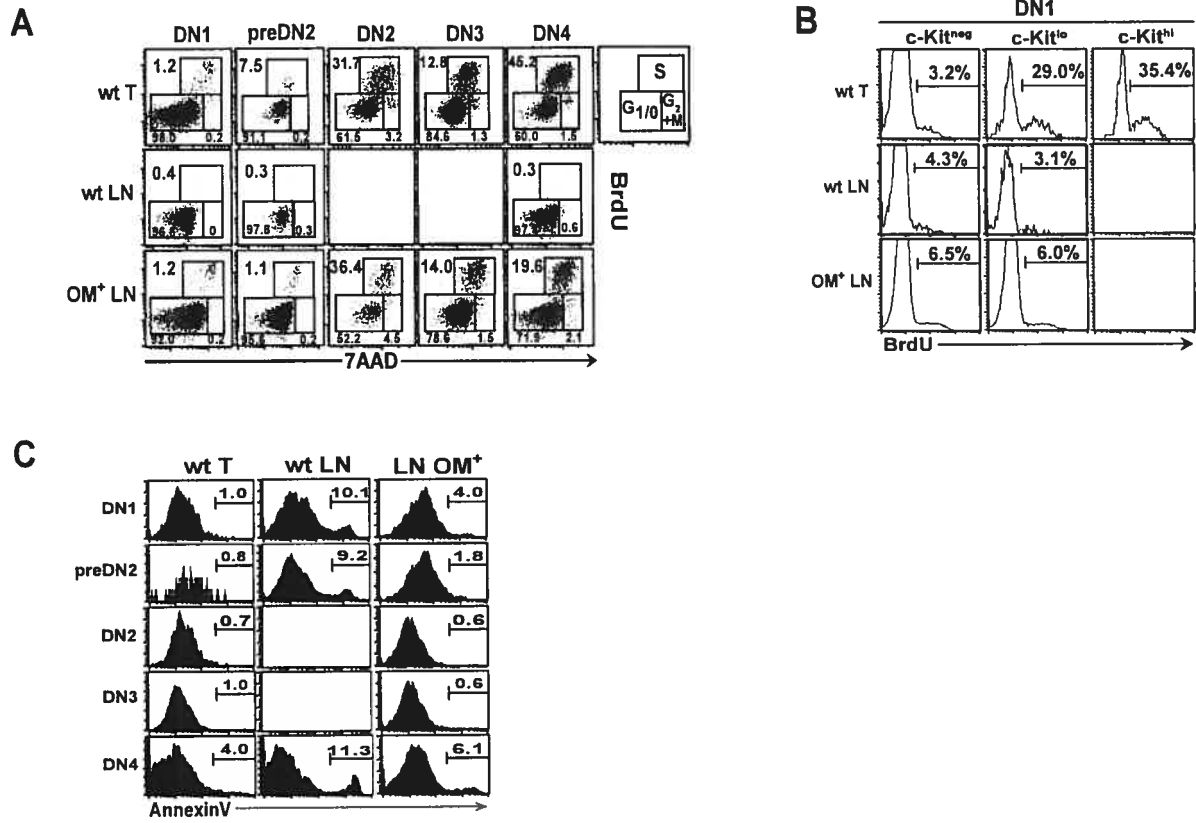 A
DN1 preDN2 DN2 DN3 DN4
wt T
1.2 7.5 31.7 12.8 45.2 S
G1/0 G2 +M
98.0 0.2 91.1 0.2 61.5 3.2 84.6 1.3 60.0 1.5
wt LN
0.4 0.3 0.3
0 97.8 0.3 0.6
BrdU
OM+ LN
1.2 1.1 36.4 14.0 19.6
92.0 0.2 0.2 52.2 4.5 78.6 1.5 71.9 2.1
7AAD
B
DN1
c-Kitneg c-Kitlo c-Kithi
wt T
3.2% 29.0% 35.4%
wt LN
4.3% 3.1%
OM+ LN
6.5% 6.0%
BrdU
C
wt T wt LN LN OM+
DN1
1.0 10.1 4.0
preDN2
0.8 9.2 1.8
DN2
0.7 0.6
DN3
1.0 0.6
DN4
4.0 11.3 6.1
AnnexinV